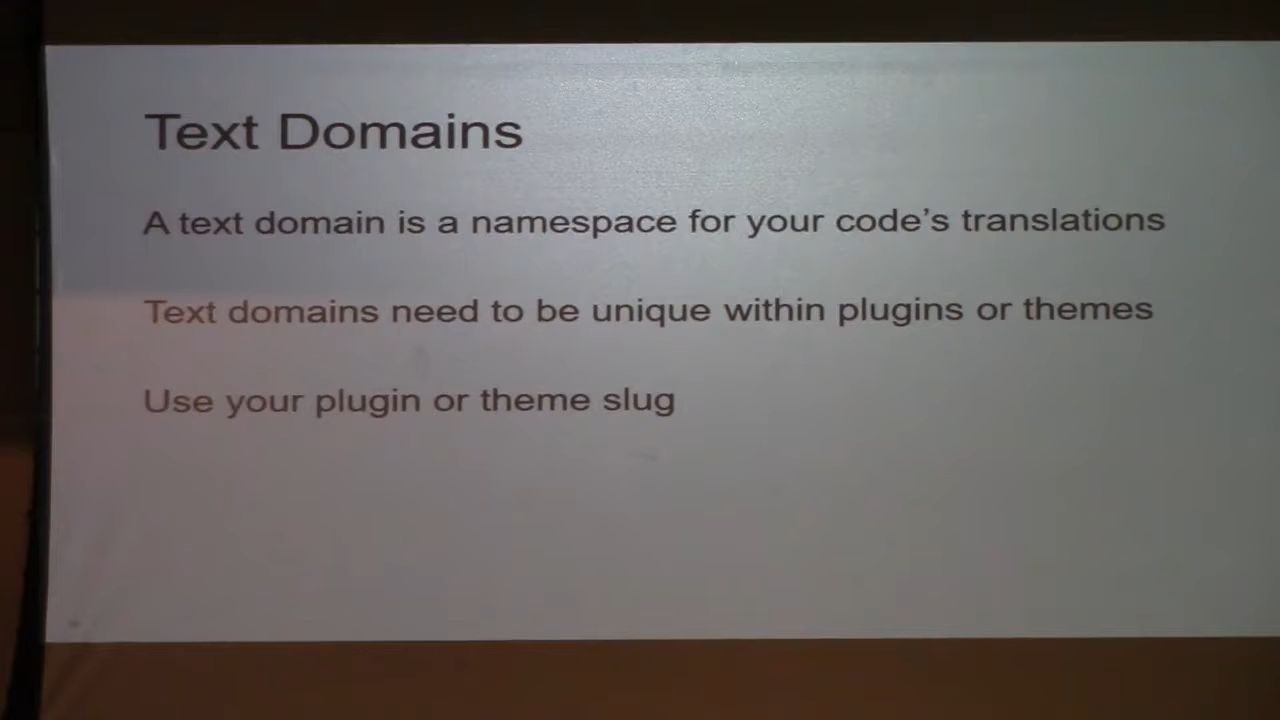 Text Domains
A text domain is a namespace for your code’s translations
Text domains need to be unique within plugins or themes
Use your plugin or theme slug